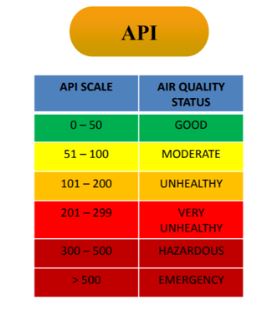 API
API SCALE AIR QUALITY
STATUS
0 – 50 GOOD
51 – 100 MODERATE
101 – 200 UNHEALTHY
201 – 299 VERY
UNHEALTHY
300 – 500 HAZARDOUS
> 500 EMERGENCY